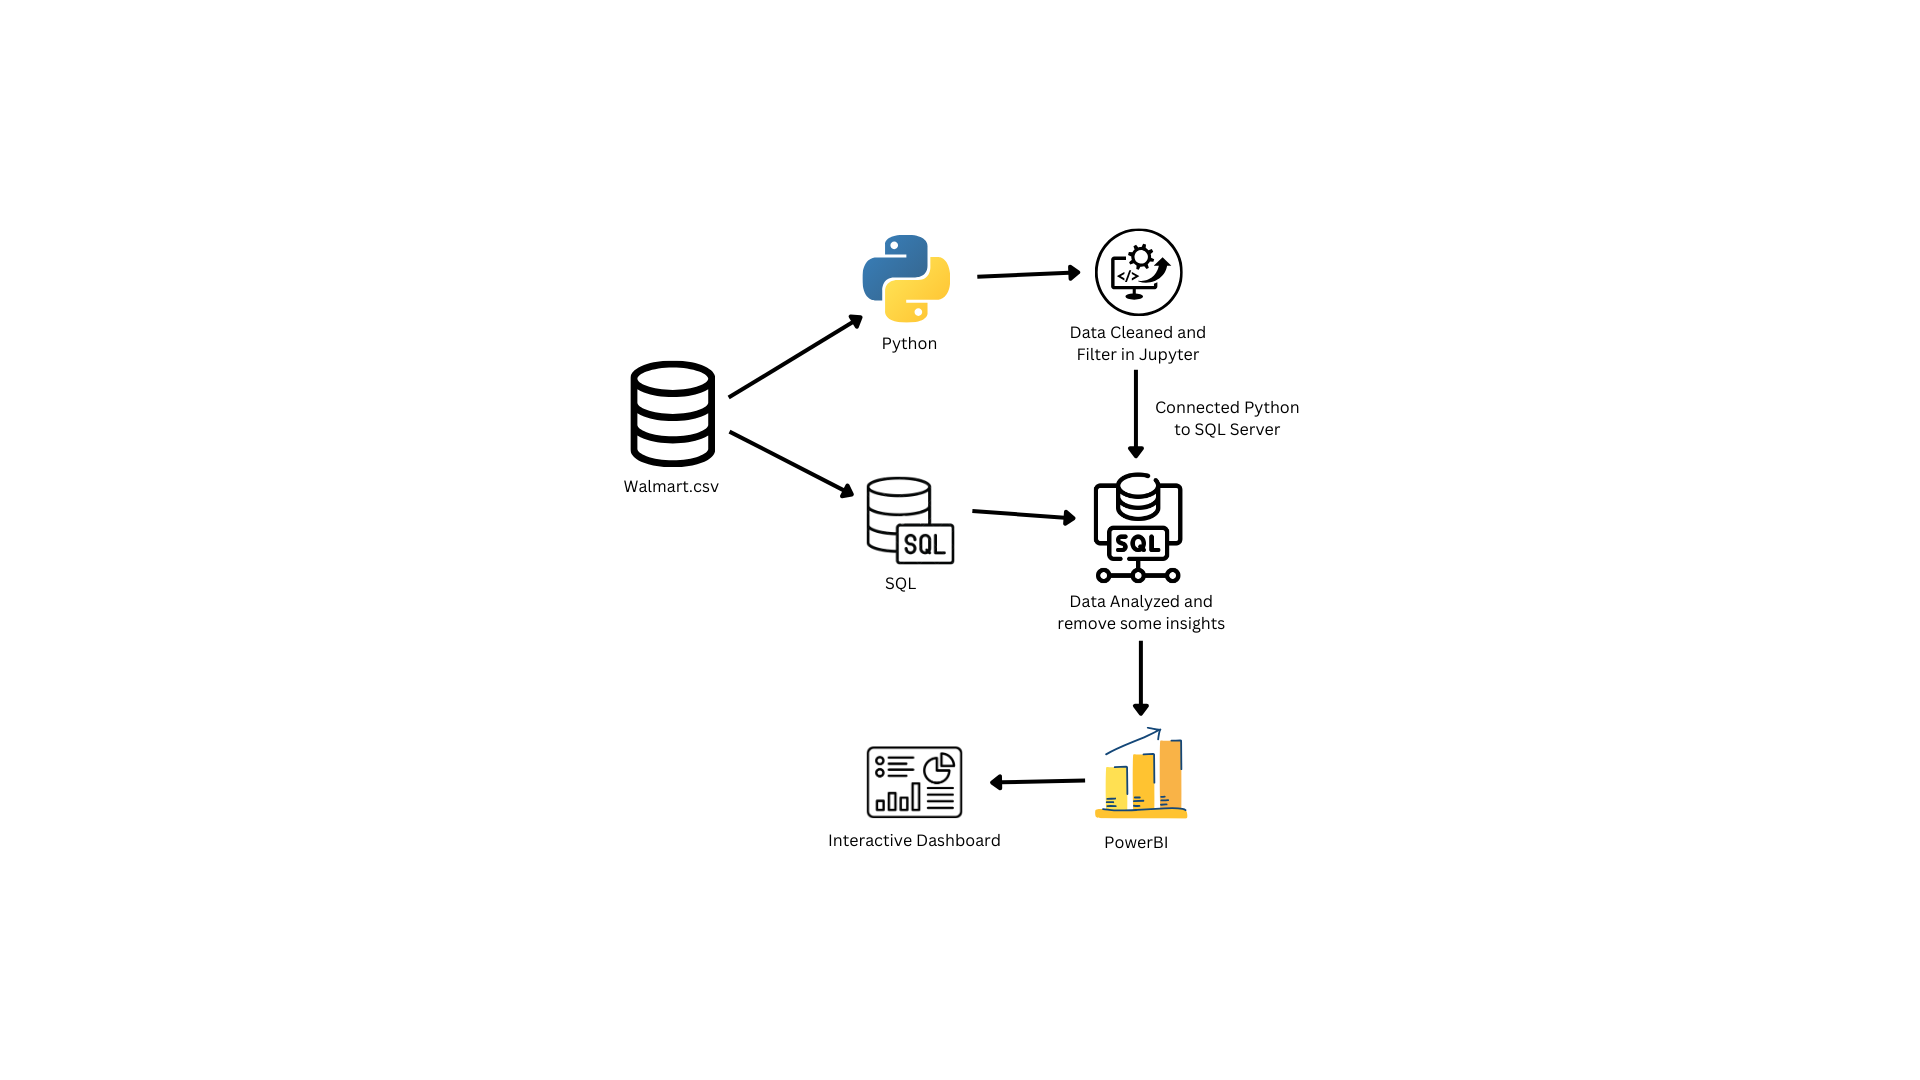 Python
Data Cleaned and
Filter in Jupyter
Connected Python
to SQL Server
Walmart.csv
SQL
SQL
SQL
Data Analyzed and
remove some insights
Interactive Dashboard
PowerBI